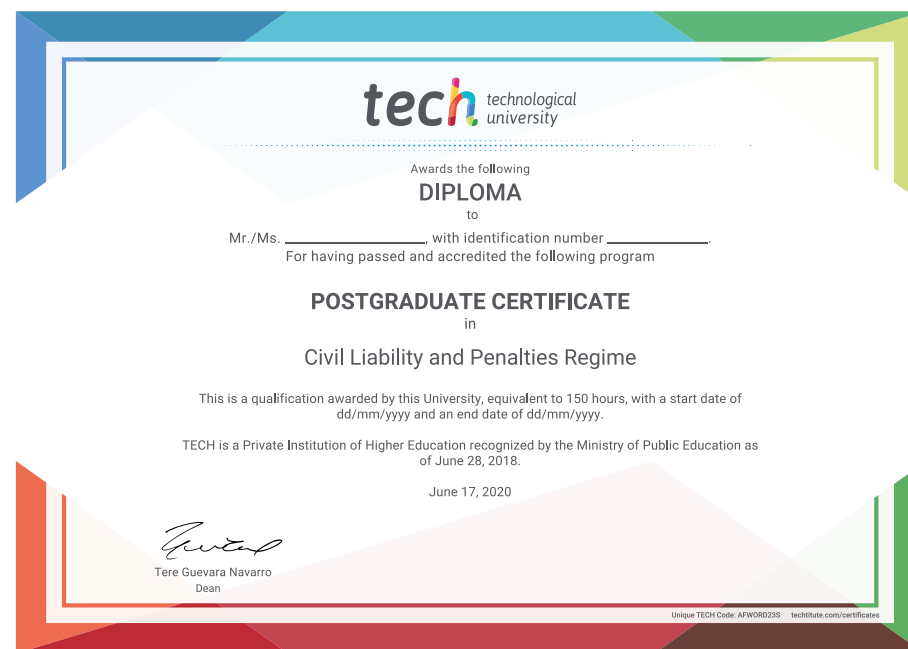 tech technological
university
Awards the following
DIPLOMA
to
Mr./Ms. ____________, with identification number ____________.
For having passed and accredited the following program
POSTGRADUATE CERTIFICATE
in
Civil Liability and Penalties Regime
This is a qualification awarded by this University, equivalent to 150 hours, with a start date of
dd/mm/yyyy and an end date of dd/mm/yyyy.
TECH is a Private Institution of Higher Education recognized by the Ministry of Public Education as
of June 28, 2018.
June 17, 2020
Tere Guevara Navarro
Dean
Unique TECH Code: AFWORD23S techtitute.com/certificates